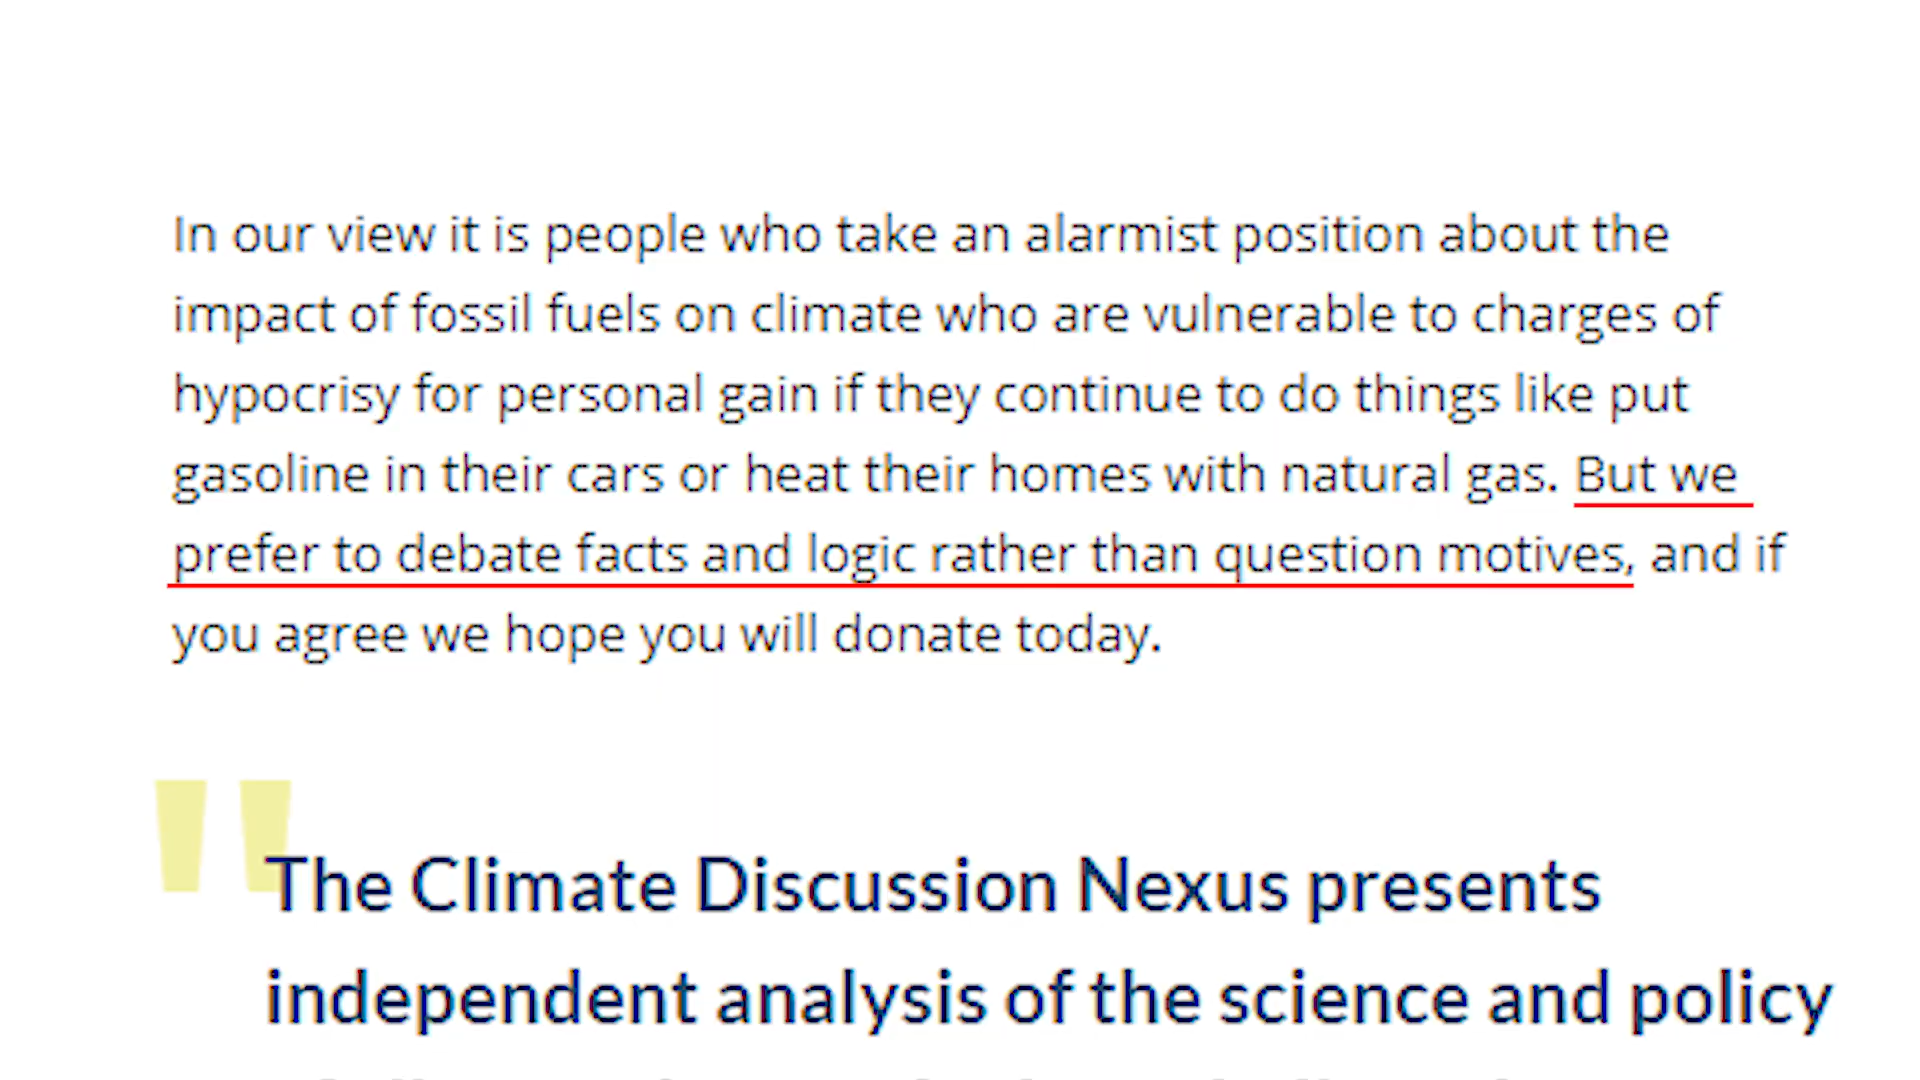 In our view it is people who take an alarmist position about the
impact of fossil fuels on climate who are vulnerable to charges of
hypocrisy for personal gain if they continue to do things like put
gasoline in their cars or heat their homes with natural gas. But we
prefer to debate facts and logic rather than question motives, and if
you agree we hope you will donate today.
"
The Climate Discussion Nexus presents
independent analysis of the science and policy